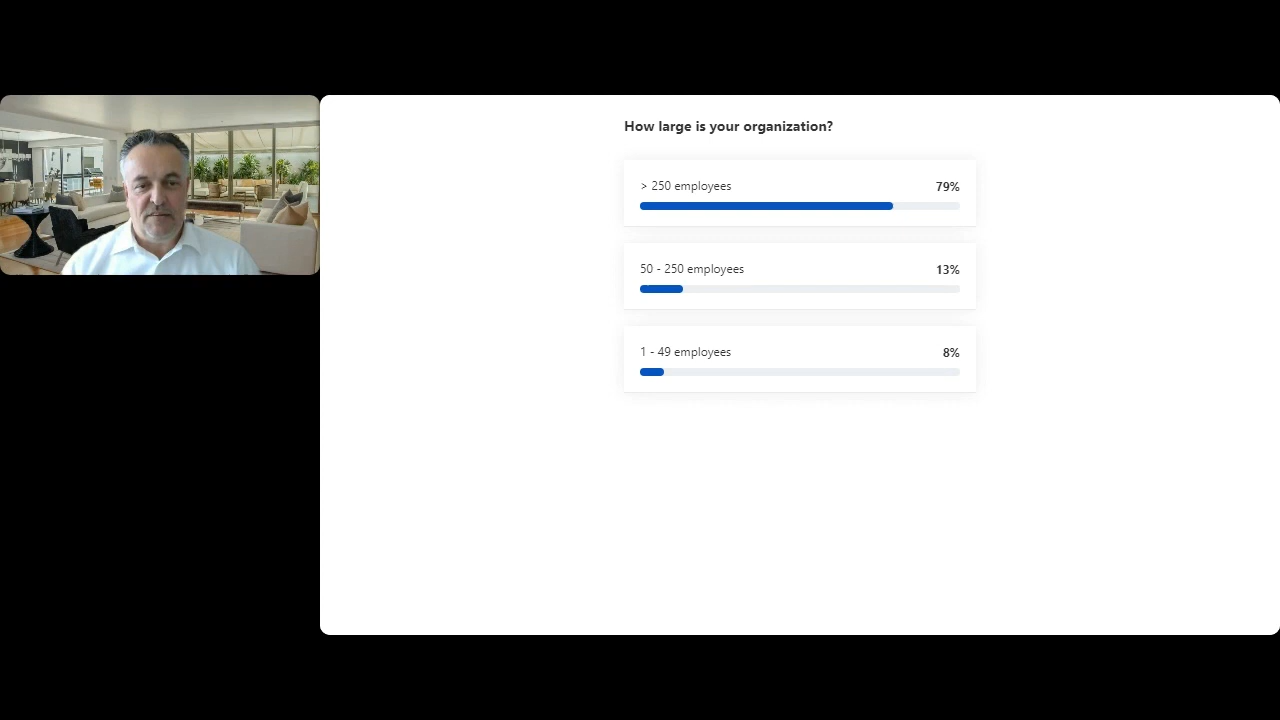 How large is your organization?
> 250 employees 79%
50 - 250 employees 13%
1 - 49 employees 8%